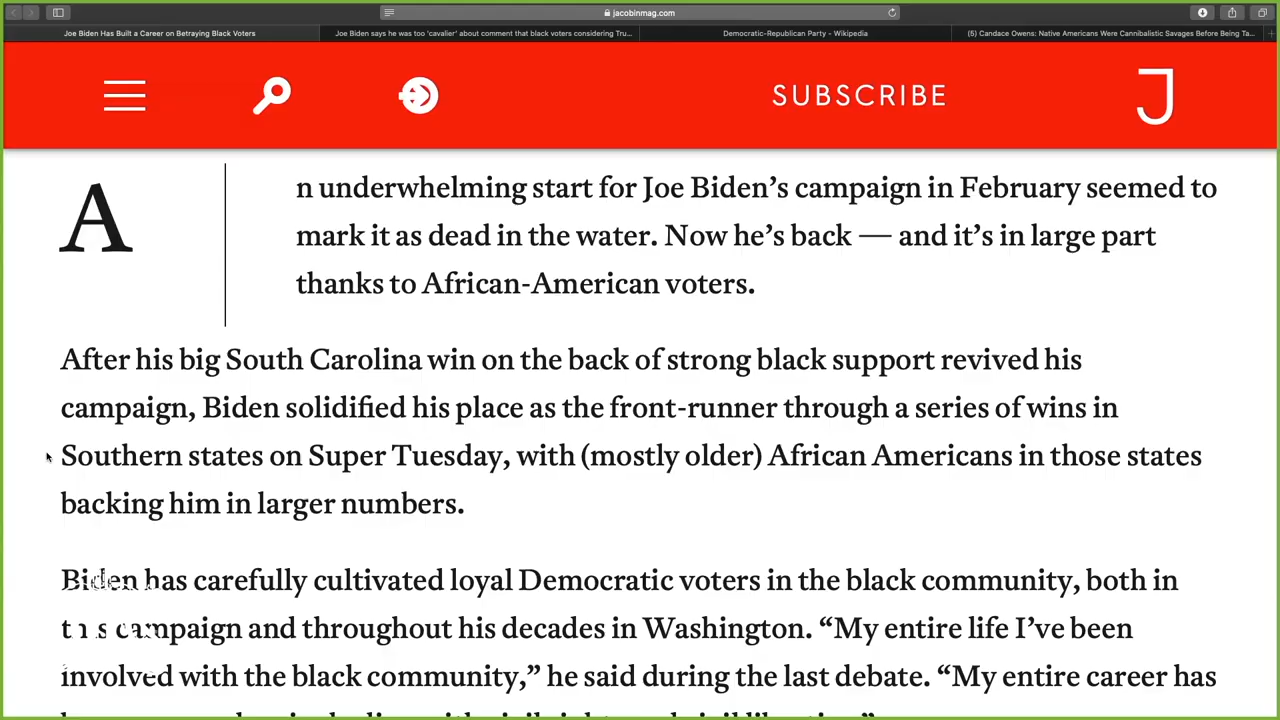 jacobinmag.com
Joe Biden Has Built a Career on Betraying Black Voters
Joe Biden says he was too 'cavalier' about comment that black voters considering Tru...
Democratic-Republican Party - Wikipedia
(5) Candace Owens: Native Americans Were Cannibalistic Savages Before Being Ta...
SUBSCRIBE
J
An underwhelming start for Joe Biden’s campaign in February seemed to
mark it as dead in the water. Now he’s back — and it’s in large part
thanks to African-American voters.
After his big South Carolina win on the back of strong black support revived his
campaign, Biden solidified his place as the front-runner through a series of wins in
Southern states on Super Tuesday, with (mostly older) African Americans in those states
backing him in larger numbers.
Biden has carefully cultivated loyal Democratic voters in the black community, both in
this campaign and throughout his decades in Washington. “My entire life I’ve been
involved with the black community,” he said during the last debate. “My entire career has